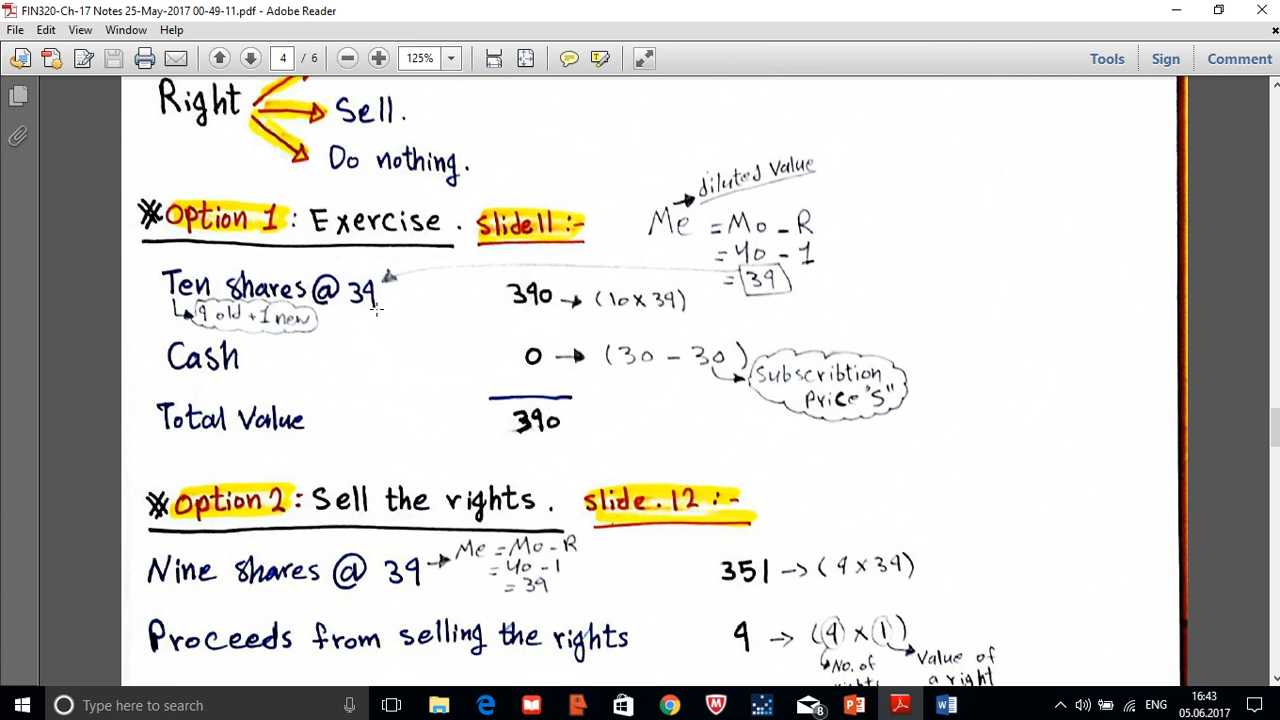 FIN320-Ch-17 Notes 25-May-2017 00-49-11.pdf - Adobe Reader
File Edit View Window Help
4 / 6 125% Tools Sign Comment
Right
Sell.
Do nothing.
Option 1: Exercise. slide 11:-
Me = Mo - R
diluted Value
= 40 - 1
= 39
Ten shares @ 39 390 → (10 x 39)
9 old + 1 new
Cash 0 → (30 - 30)
Subscribtion
Price "S"
Total Value 390
Option 2: Sell the rights. slide.12:-
Nine shares @ 39 → Me = Mo - R
= 40 - 1
= 39
351 → (9 x 39)
Proceeds from selling the rights 9 → (9 x 1)
No. of
Value of
a right
Type here to search
8
ENG
16:43
05.06.2017